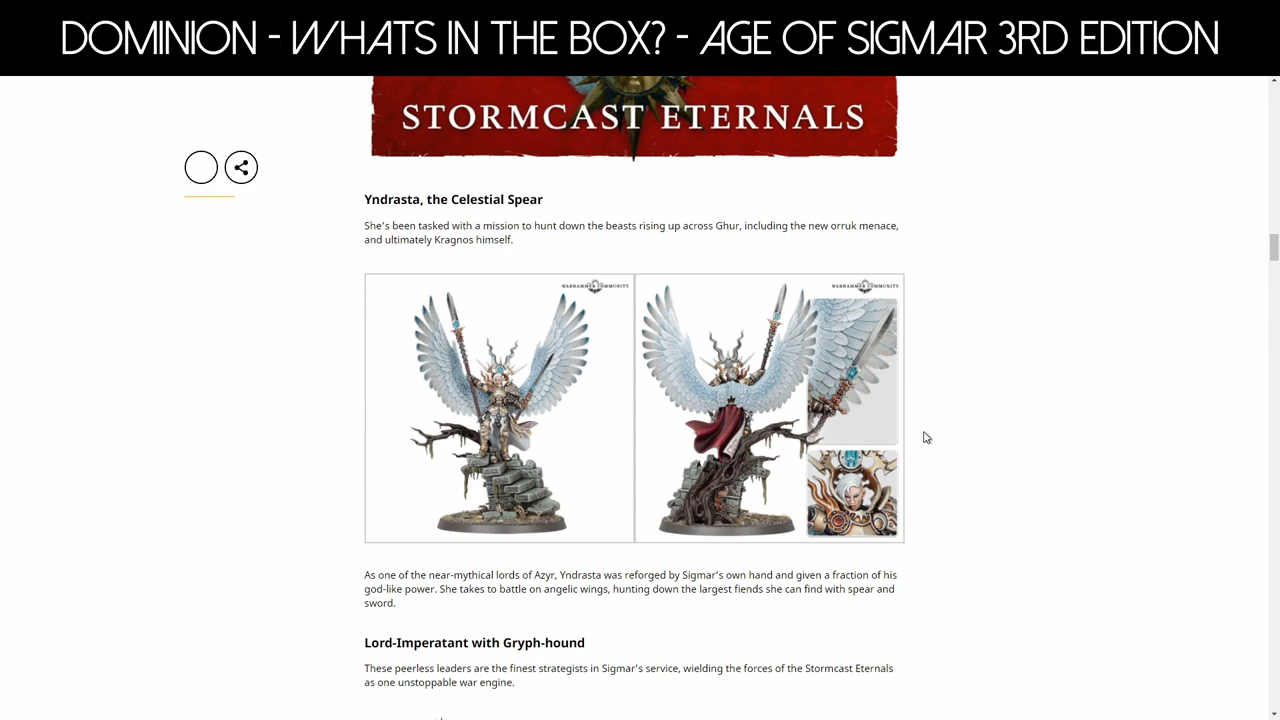 DOMINION - WHATS IN THE BOX? - AGE OF SIGMAR 3RD EDITION
STORMCAST ETERNALS
Yndrasta, the Celestial Spear
She's been tasked with a mission to hunt down the beasts rising up across Ghur, including the new orruk menace,
and ultimately Kragnos himself.
WARHAMMER COMMUNITY
WARHAMMER COMMUNITY
As one of the near-mythical lords of Azyr, Yndrasta was reforged by Sigmar's own hand and given a fraction of his
god-like power. She takes to battle on angelic wings, hunting down the largest fiends she can find with spear and
sword.
Lord-Imperatant with Gryph-hound
These peerless leaders are the finest strategists in Sigmar's service, wielding the forces of the Stormcast Eternals
as one unstoppable war engine.